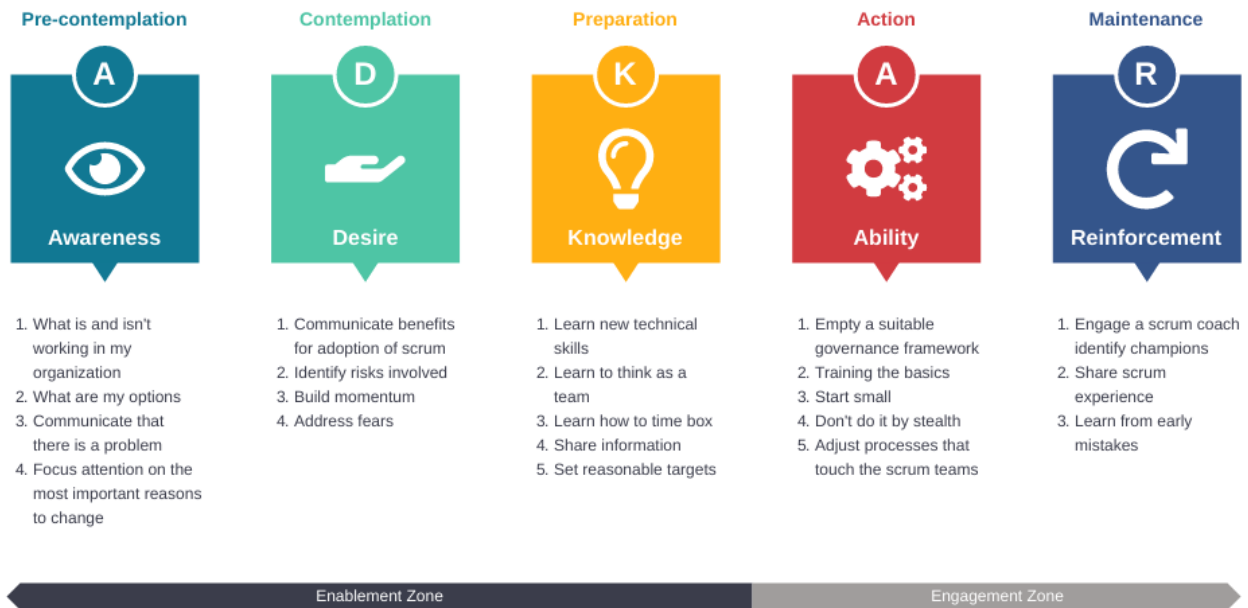 Pre-contemplation
A
Awareness
1. What is and isn't
working in my
organization
2. What are my options
3. Communicate that
there is a problem
4. Focus attention on the
most important reasons
to change
Contemplation
D
Desire
1. Communicate benefits
for adoption of scrum
2. Identify risks involved
3. Build momentum
4. Address fears
Preparation
K
Knowledge
1. Learn new technical
skills
2. Learn to think as a
team
3. Learn how to time box
4. Share information
5. Set reasonable targets
Action
A
Ability
1. Empty a suitable
governance framework
2. Training the basics
3. Start small
4. Don't do it by stealth
5. Adjust processes that
touch the scrum teams
Maintenance
R
Reinforcement
1. Engage a scrum coach
identify champions
2. Share scrum
experience
3. Learn from early
mistakes
Enablement Zone
Engagement Zone